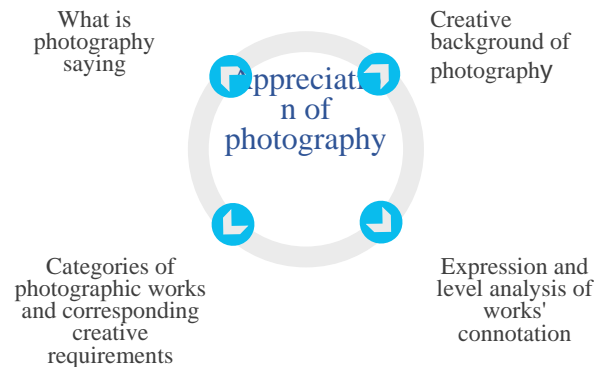 What is
photography
saying
Creative
background of
photography
Appreciati
n of
photography
Categories of
photographic works
and corresponding
creative
requirements
Expression and
level analysis of
works'
connotation